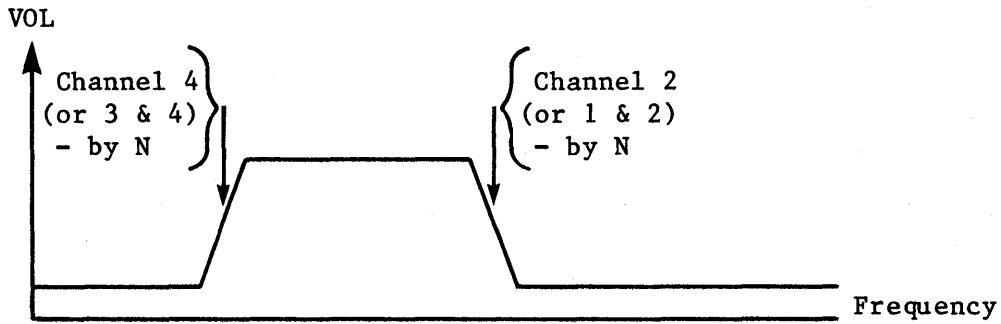 VOL
Channel 4
(or 3 & 4)
- by N
Channel 2
(or 1 & 2)
- by N
Frequency